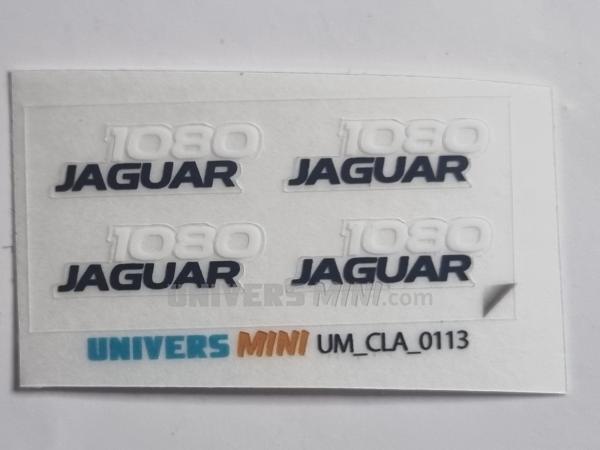 1080 1080
JAGUAR JAGUAR
1080 1080
JAGUAR JAGUAR
UNIVERS MINI.com
UNIVERS MINI UM_CLA_0113